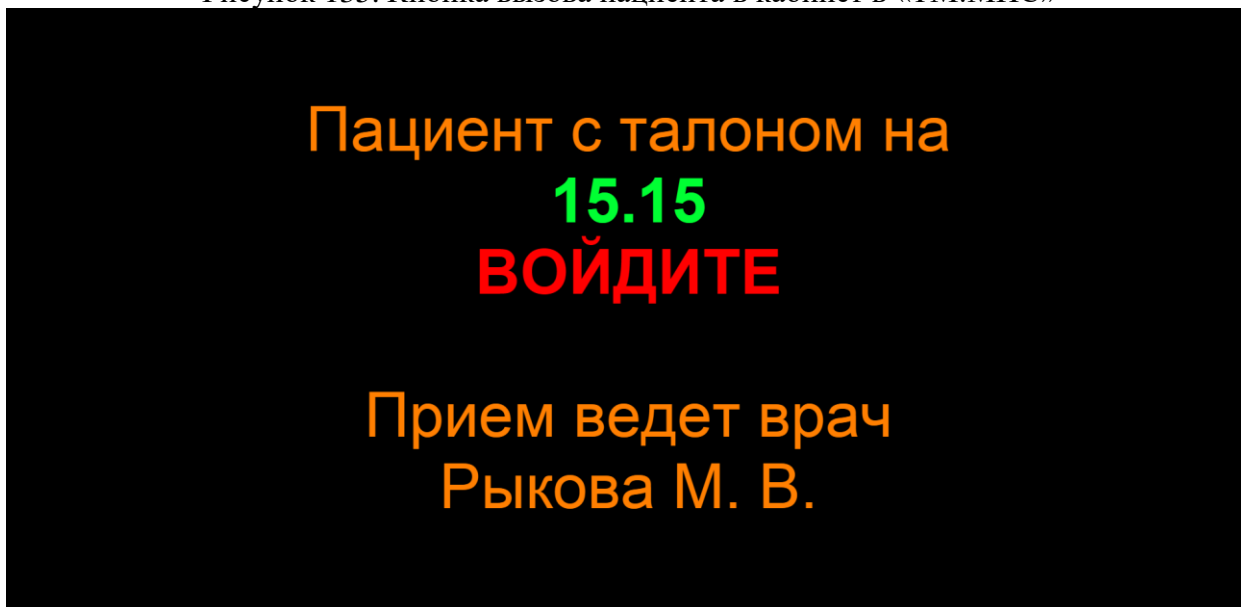 Пациент с талоном на
15.15
ВОЙДИТЕ
Прием ведет врач
Рыкова М. В.